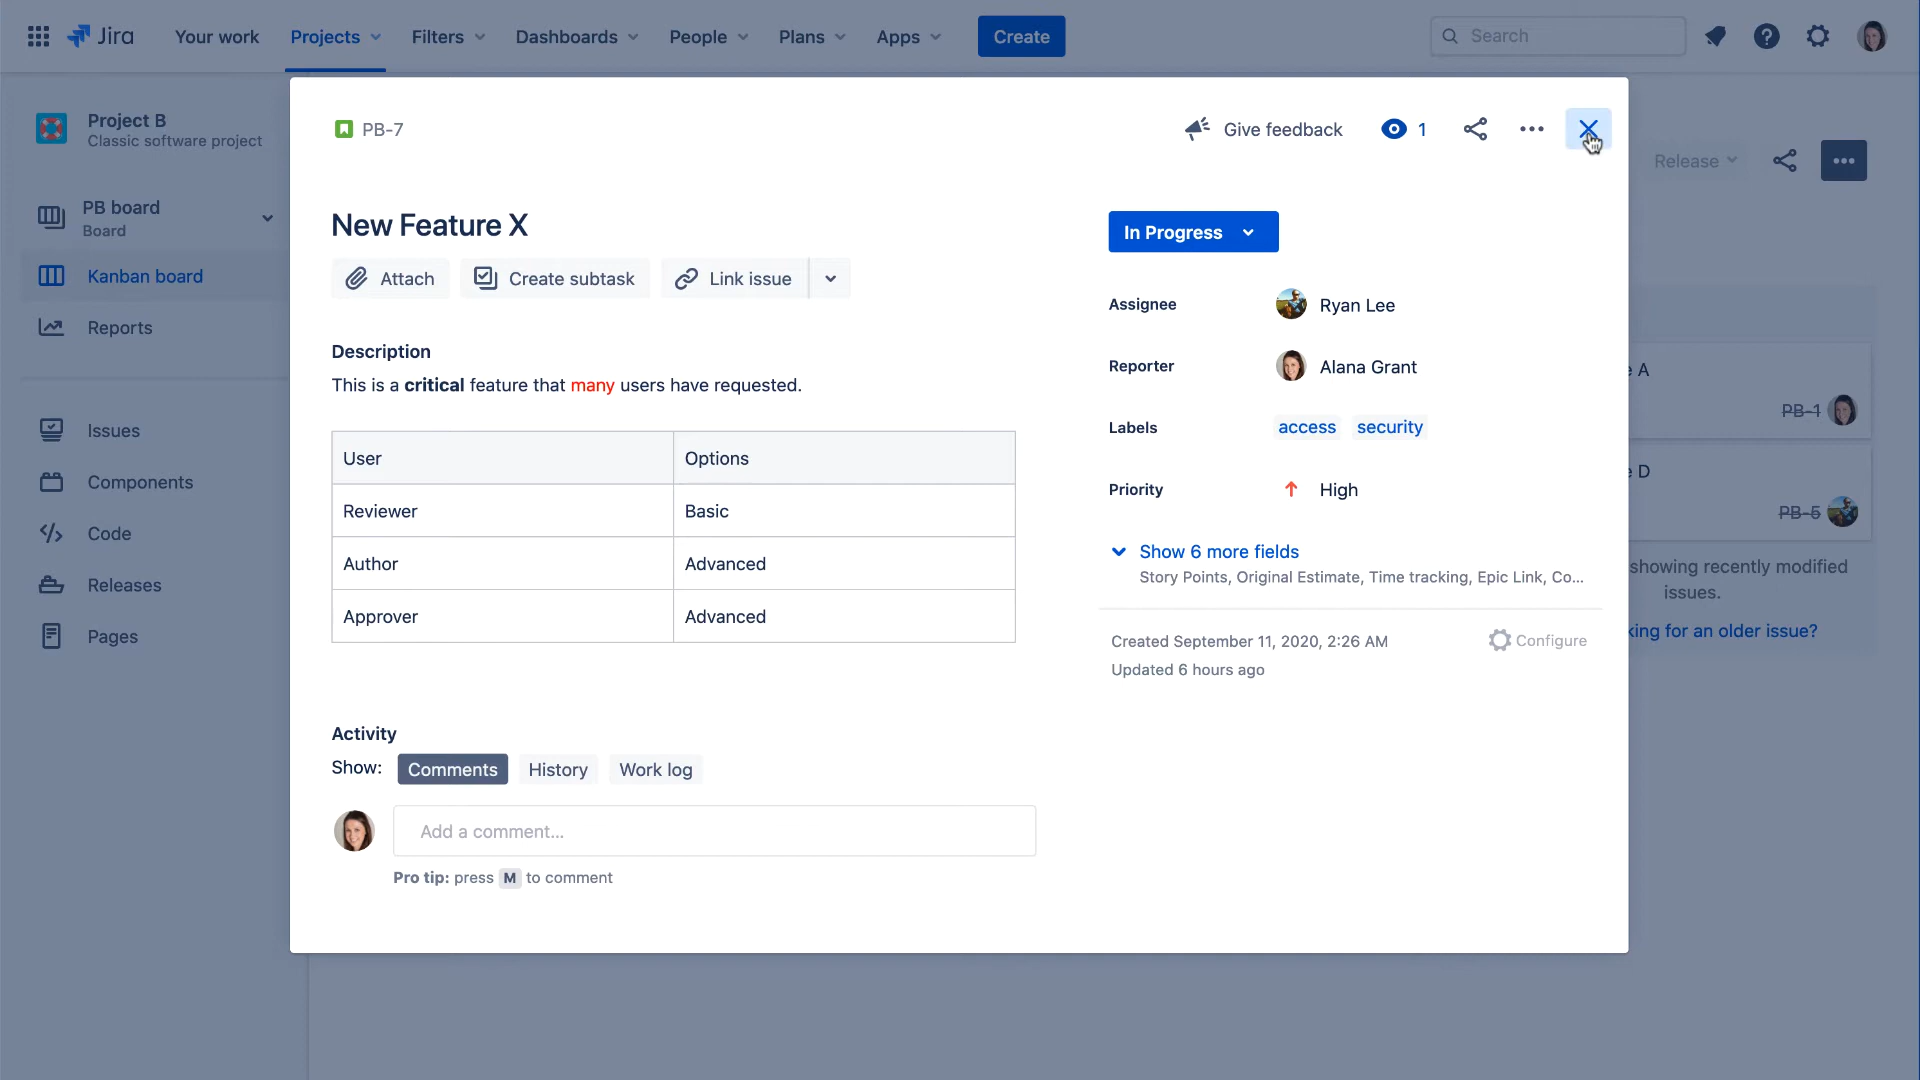 Jira
Your work
Projects
Filters
Dashboards
People
Plans
Apps
Create
Search
Project B
Classic software project
PB board
Board
Kanban board
Reports
Issues
Components
Code
Releases
Pages
PB-7
Give feedback
1
New Feature X
Attach
Create subtask
Link issue
Description
This is a critical feature that many users have requested.
User Options
Reviewer Basic
Author Advanced
Approver Advanced
Activity
Show: Comments History Work log
Add a comment...
Pro tip: press M to comment
In Progress
Assignee Ryan Lee
Reporter Alana Grant
Labels access security
Priority High
Show 6 more fields
Story Points, Original Estimate, Time tracking, Epic Link, Co...
Created September 11, 2020, 2:26 AM
Configure
Updated 6 hours ago
Release
A
PB-1
D
PB-5
showing recently modified
issues.
for an older issue?